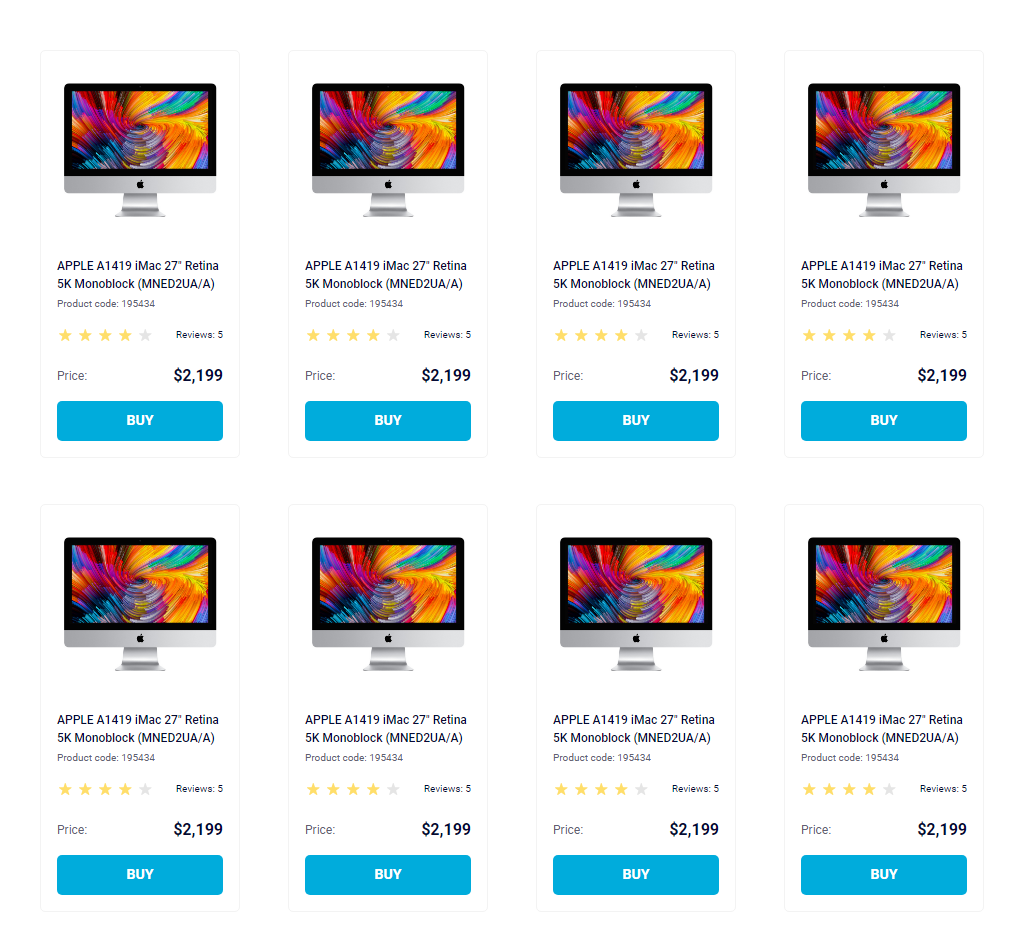 APPLE A1419 iMac 27" Retina
5K Monoblock (MNED2UA/A)
Product code: 195434
Reviews: 5
Price: $2,199
BUY
APPLE A1419 iMac 27" Retina
5K Monoblock (MNED2UA/A)
Product code: 195434
Reviews: 5
Price: $2,199
BUY
APPLE A1419 iMac 27" Retina
5K Monoblock (MNED2UA/A)
Product code: 195434
Reviews: 5
Price: $2,199
BUY
APPLE A1419 iMac 27" Retina
5K Monoblock (MNED2UA/A)
Product code: 195434
Reviews: 5
Price: $2,199
BUY
APPLE A1419 iMac 27" Retina
5K Monoblock (MNED2UA/A)
Product code: 195434
Reviews: 5
Price: $2,199
BUY
APPLE A1419 iMac 27" Retina
5K Monoblock (MNED2UA/A)
Product code: 195434
Reviews: 5
Price: $2,199
BUY
APPLE A1419 iMac 27" Retina
5K Monoblock (MNED2UA/A)
Product code: 195434
Reviews: 5
Price: $2,199
BUY
APPLE A1419 iMac 27" Retina
5K Monoblock (MNED2UA/A)
Product code: 195434
Reviews: 5
Price: $2,199
BUY